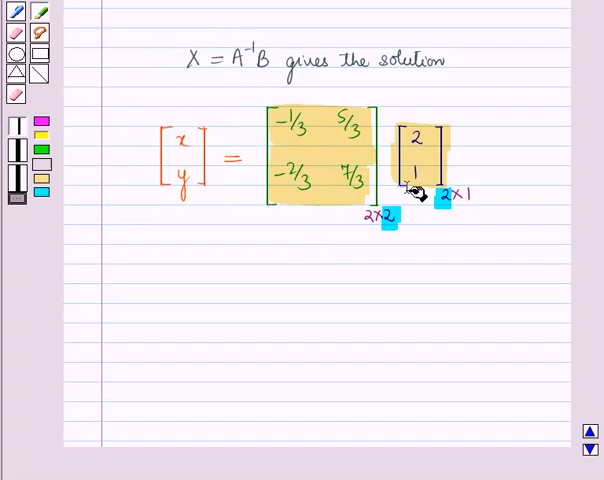 X = A⁻¹B gives the solution
[x y] = [-1/3 5/3 -2/3 7/3] 2×2 [2 1] 2×1